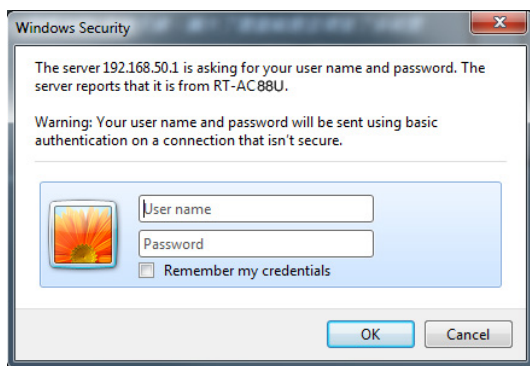 Windows Security
The server 192.168.50.1 is asking for your user name and password. The
server reports that it is from RT-AC88U.
Warning: Your user name and password will be sent using basic
authentication on a connection that isn't secure.
User name
Password
Remember my credentials
OK
Cancel